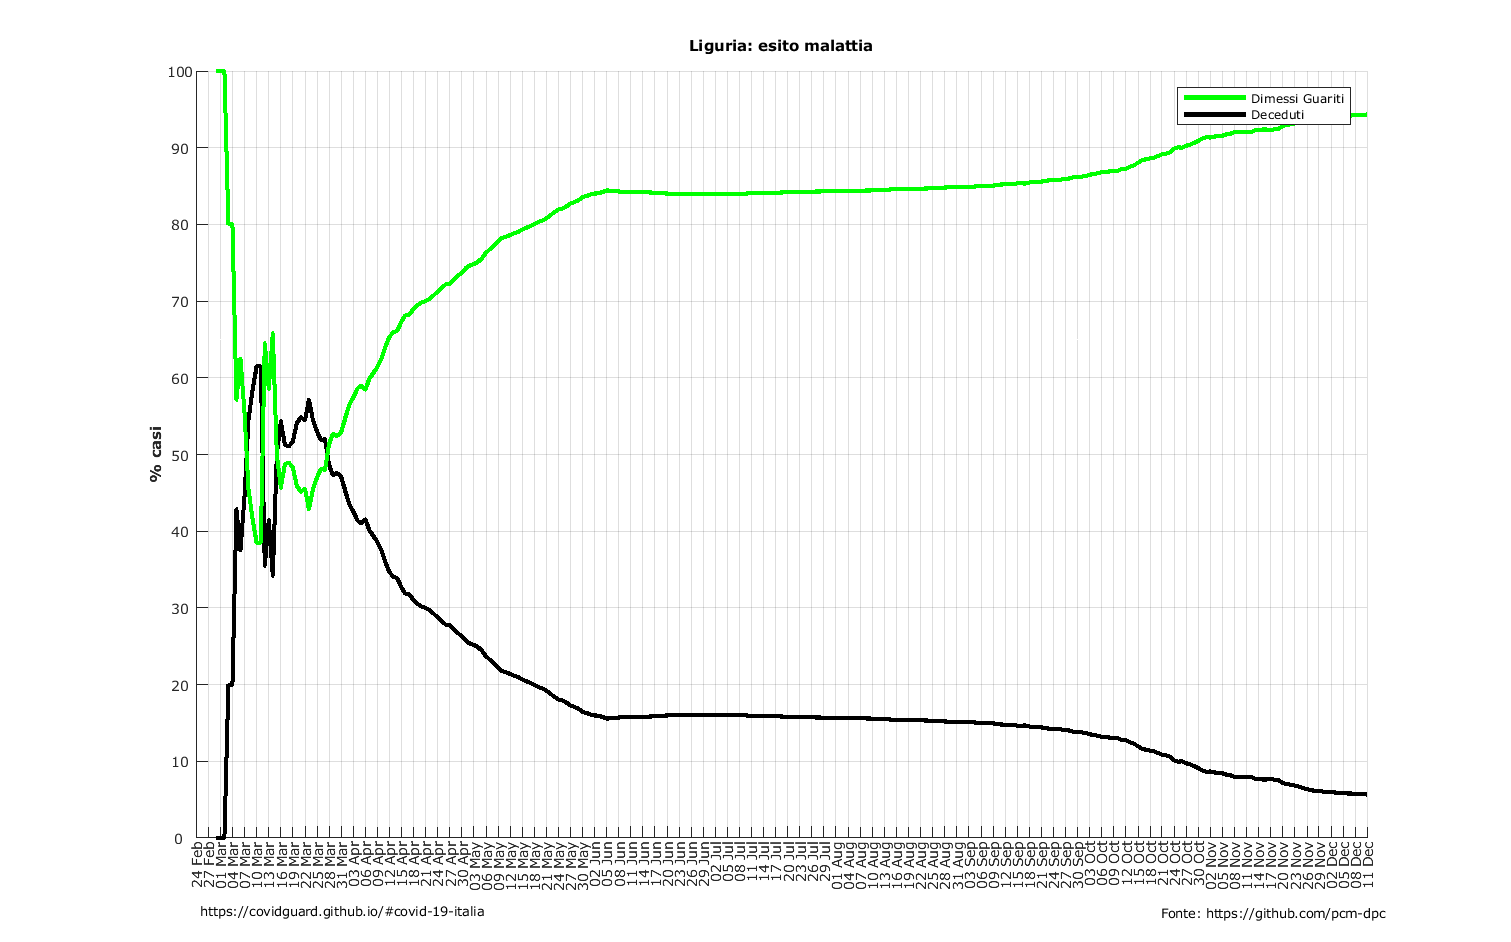 Liguria: esito malattia
Dimessi Guariti
Deceduti
% casi
100
90
80
70
60
50
40
30
20
10
0
24 Feb
27 Feb
01 Mar
04 Mar
07 Mar
10 Mar
13 Mar
16 Mar
19 Mar
22 Mar
25 Mar
28 Mar
31 Mar
03 Apr
06 Apr
09 Apr
12 Apr
15 Apr
18 Apr
21 Apr
24 Apr
27 Apr
30 Apr
03 May
06 May
09 May
12 May
15 May
18 May
21 May
24 May
27 May
30 May
02 Jun
05 Jun
08 Jun
11 Jun
14 Jun
17 Jun
20 Jun
23 Jun
26 Jun
29 Jun
02 Jul
05 Jul
08 Jul
11 Jul
14 Jul
17 Jul
20 Jul
23 Jul
26 Jul
29 Jul
01 Aug
04 Aug
07 Aug
10 Aug
13 Aug
16 Aug
19 Aug
22 Aug
25 Aug
28 Aug
31 Aug
03 Sep
06 Sep
09 Sep
12 Sep
15 Sep
18 Sep
21 Sep
24 Sep
27 Sep
30 Sep
03 Oct
06 Oct
09 Oct
12 Oct
15 Oct
18 Oct
21 Oct
24 Oct
27 Oct
30 Oct
02 Nov
05 Nov
08 Nov
11 Nov
14 Nov
17 Nov
20 Nov
23 Nov
26 Nov
29 Nov
02 Dec
05 Dec
08 Dec
11 Dec
https://covidguard.github.io/#covid-19-italia
Fonte: https://github.com/pcm-dpc